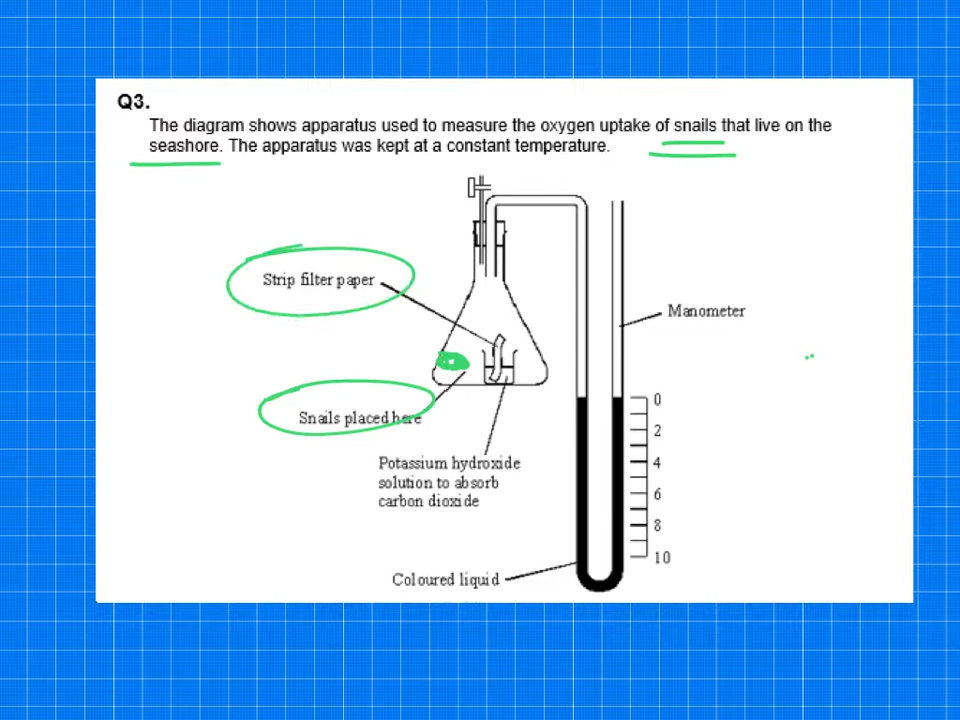 Q3.
The diagram shows apparatus used to measure the oxygen uptake of snails that live on the
seashore. The apparatus was kept at a constant temperature.
Strip filter paper
Manometer
Snails placed here
Potassium hydroxide
solution to absorb
carbon dioxide
0
2
4
6
8
10
Coloured liquid